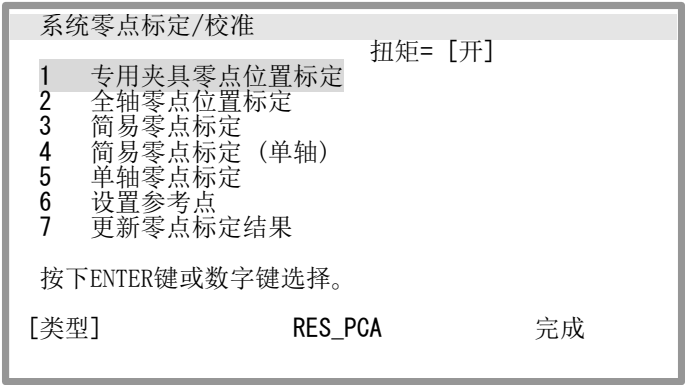 系统零点标定/校准
扭矩= [开]
1 专用夹具零点位置标定
2 全轴零点位置标定
3 简易零点标定
4 简易零点标定 (单轴)
5 单轴零点标定
6 设置参考点
7 更新零点标定结果
按下ENTER键或数字键选择。
[类型] RES_PCA 完成